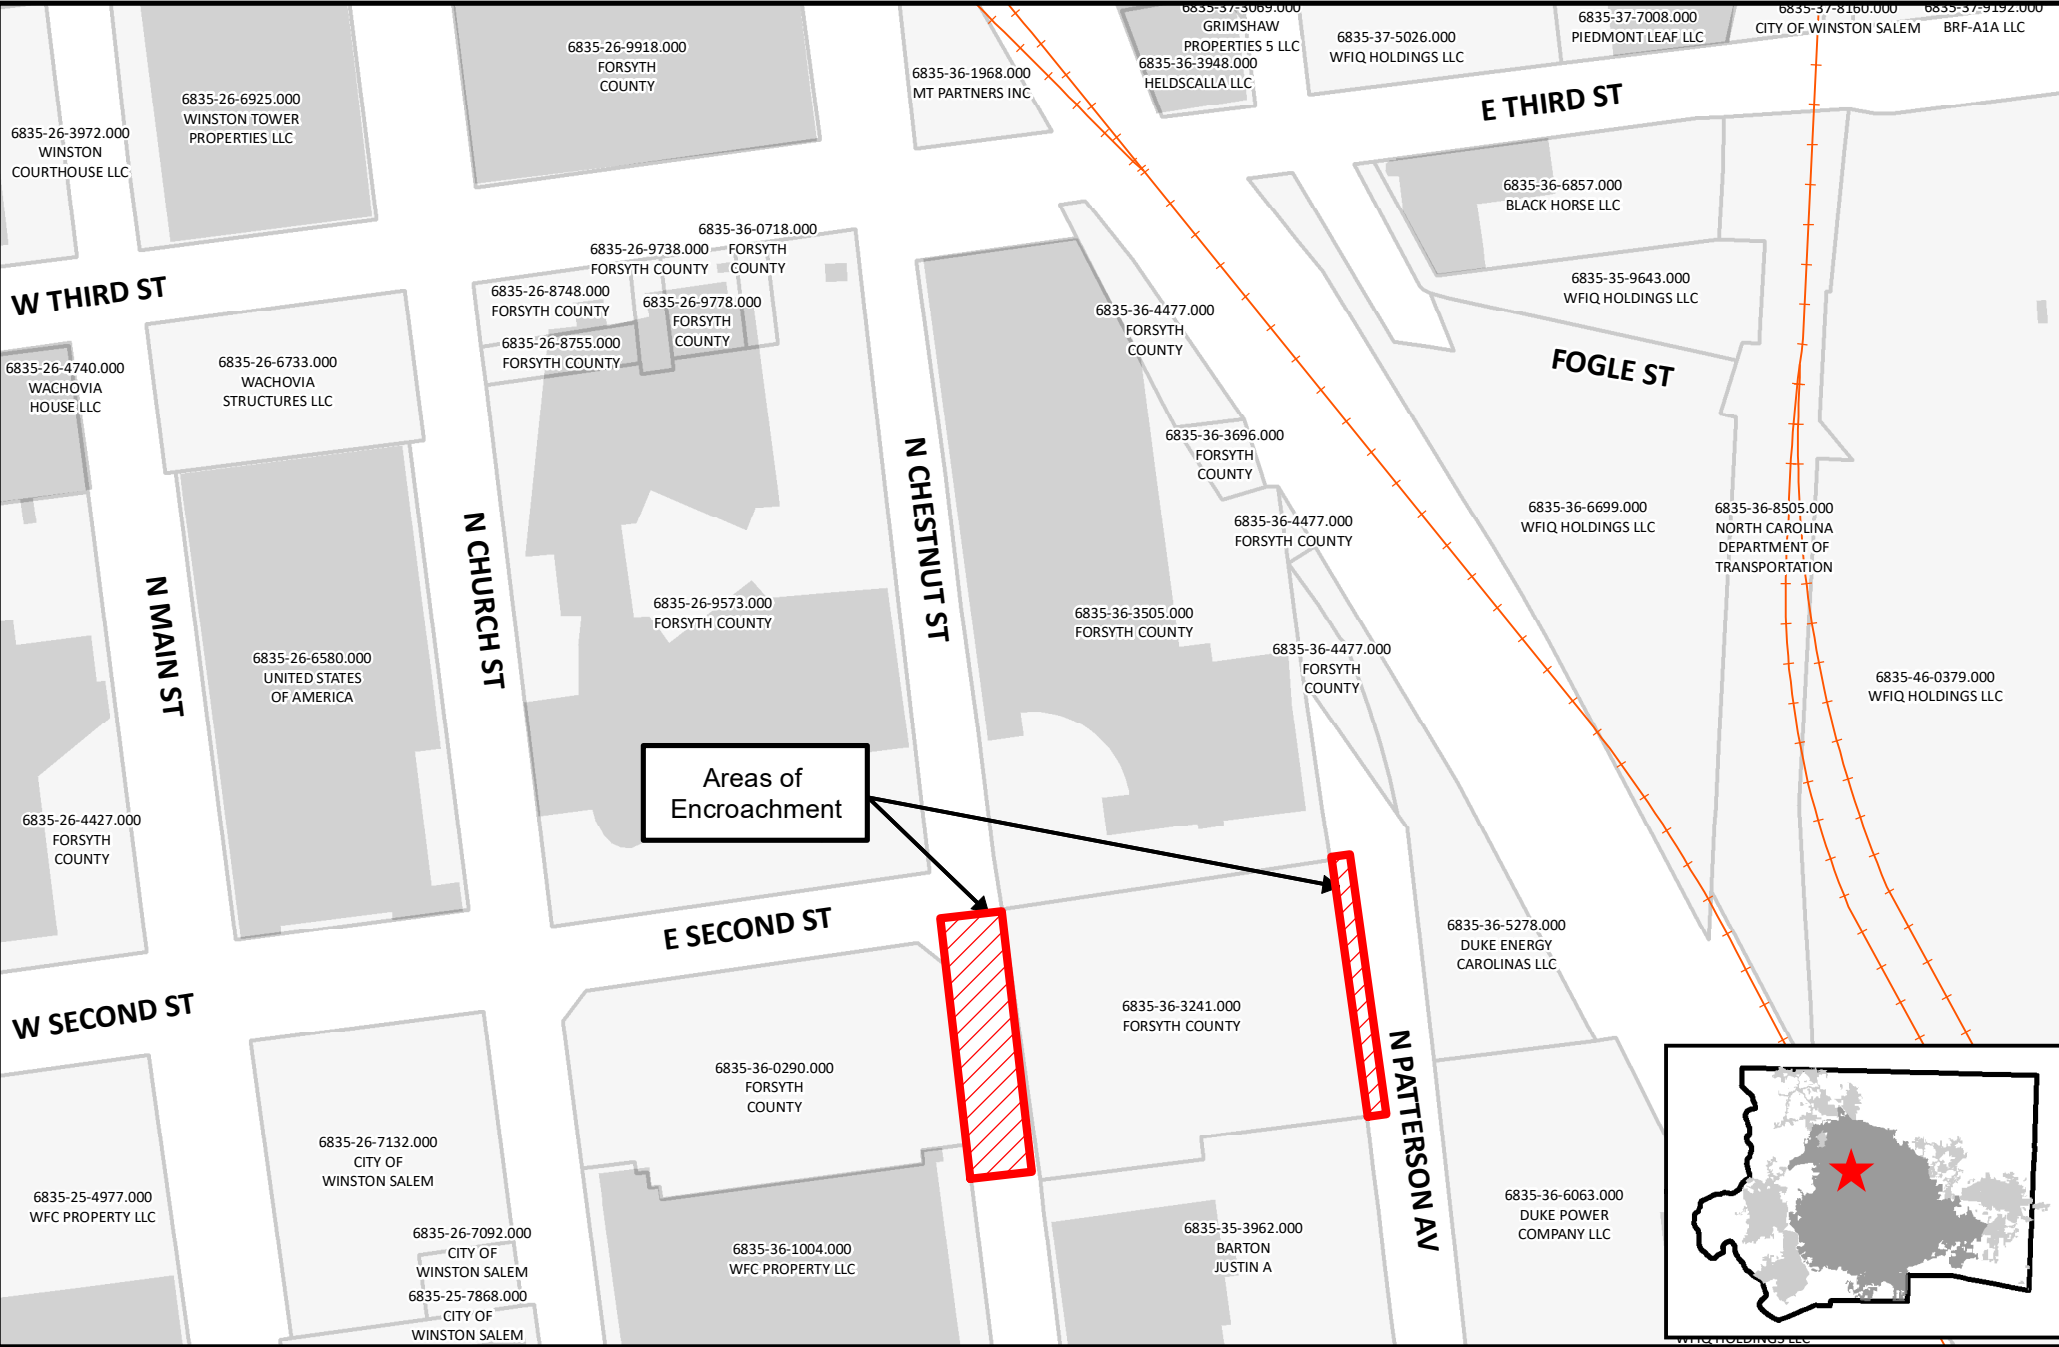 6835-37-3069.000
GRIMSHAW
PROPERTIES 5 LLC
6835-36-3948.000
HELDSCALLA LLC
6835-37-5026.000
WFIQ HOLDINGS LLC
6835-37-7008.000
PIEDMONT LEAF LLC
6835-37-8160.000
CITY OF WINSTON SALEM
6835-37-9192.000
BRF-A1A LLC
6835-26-9918.000
FORSYTH
COUNTY
6835-36-1968.000
MT PARTNERS INC
6835-26-6925.000
WINSTON TOWER
PROPERTIES LLC
6835-26-3972.000
WINSTON
COURTHOUSE LLC
E THIRD ST
6835-36-6857.000
BLACK HORSE LLC
6835-36-0718.000
FORSYTH
COUNTY
6835-26-9738.000
FORSYTH COUNTY
6835-26-8748.000
FORSYTH COUNTY
6835-26-9778.000
FORSYTH
COUNTY
6835-26-8755.000
FORSYTH COUNTY
W THIRD ST
6835-35-9643.000
WFIQ HOLDINGS LLC
6835-36-4477.000
FORSYTH
COUNTY
6835-26-4740.000
WACHOVIA
HOUSE LLC
6835-26-6733.000
WACHOVIA
STRUCTURES LLC
FOGLE ST
6835-36-3696.000
FORSYTH
COUNTY
N CHESTNUT ST
N CHURCH ST
N MAIN ST
6835-36-4477.000
FORSYTH COUNTY
6835-36-6699.000
WFIQ HOLDINGS LLC
6835-36-8505.000
NORTH CAROLINA
DEPARTMENT OF
TRANSPORTATION
6835-26-9573.000
FORSYTH COUNTY
6835-36-3505.000
FORSYTH COUNTY
6835-26-6580.000
UNITED STATES
OF AMERICA
6835-36-4477.000
FORSYTH
COUNTY
6835-46-0379.000
WFIQ HOLDINGS LLC
Areas of
Encroachment
6835-26-4427.000
FORSYTH
COUNTY
E SECOND ST
6835-36-5278.000
DUKE ENERGY
CAROLINAS LLC
W SECOND ST
6835-36-3241.000
FORSYTH COUNTY
6835-36-0290.000
FORSYTH
COUNTY
N PATTERSON AV
6835-26-7132.000
CITY OF
WINSTON SALEM
6835-25-4977.000
WFC PROPERTY LLC
6835-36-6063.000
DUKE POWER
COMPANY LLC
6835-26-7092.000
CITY OF
WINSTON SALEM
6835-36-1004.000
WFC PROPERTY LLC
6835-35-3962.000
BARTON
JUSTIN A
6835-25-7868.000
CITY OF
WINSTON SALEM
WFIQ HOLDINGS LLC